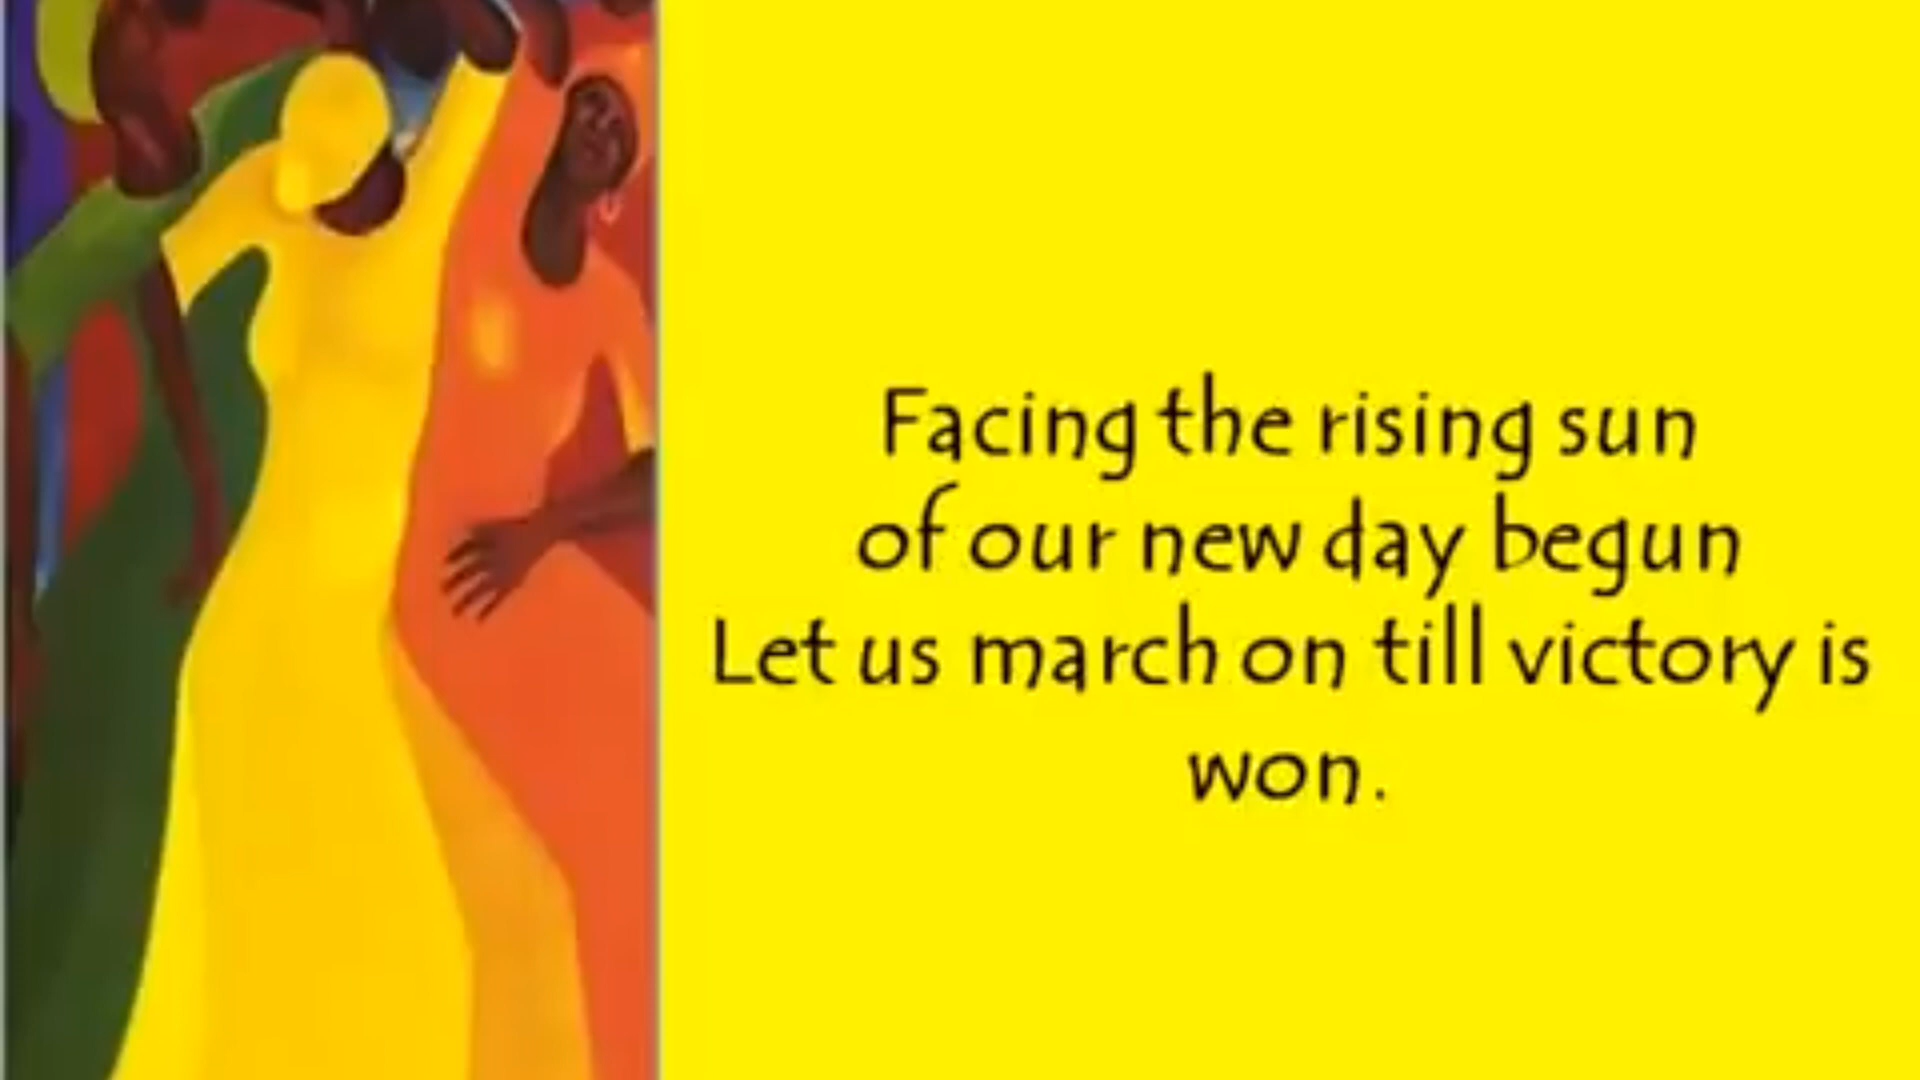 Facing the rising sun
of our new day begun
Let us march on till victory is
won.